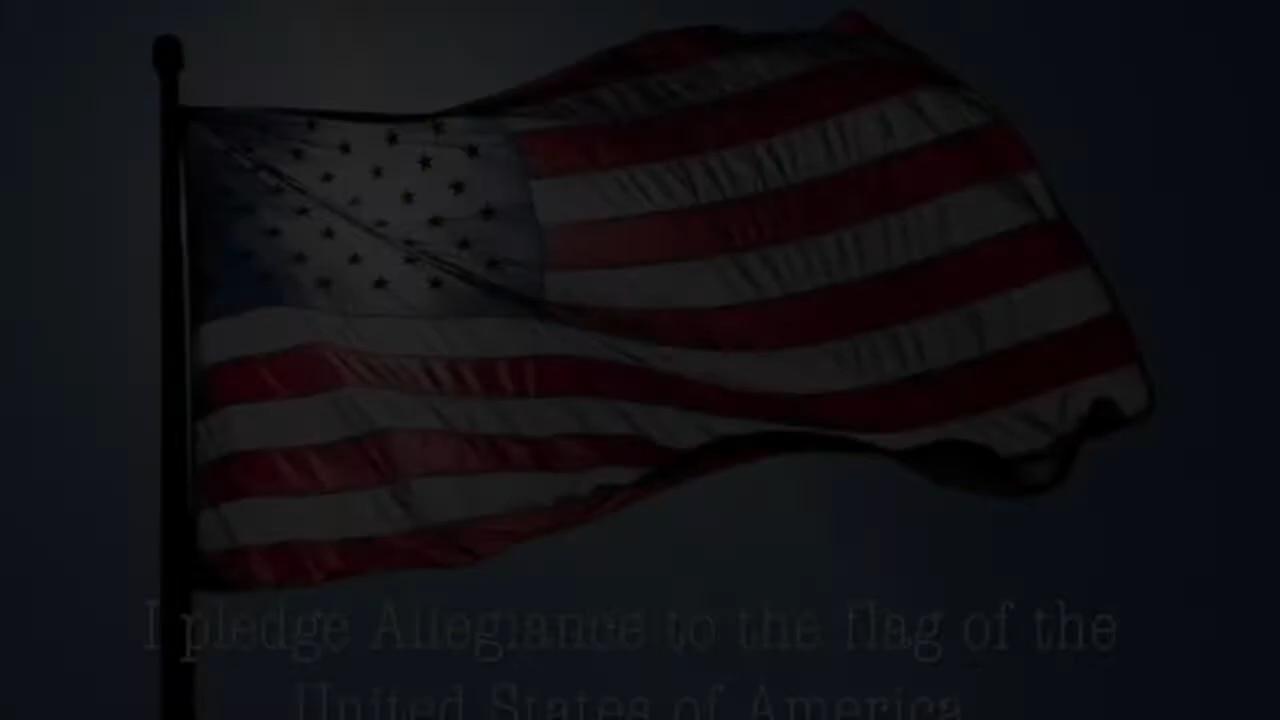 I pledge Allegiance to the flag of the
United States of America